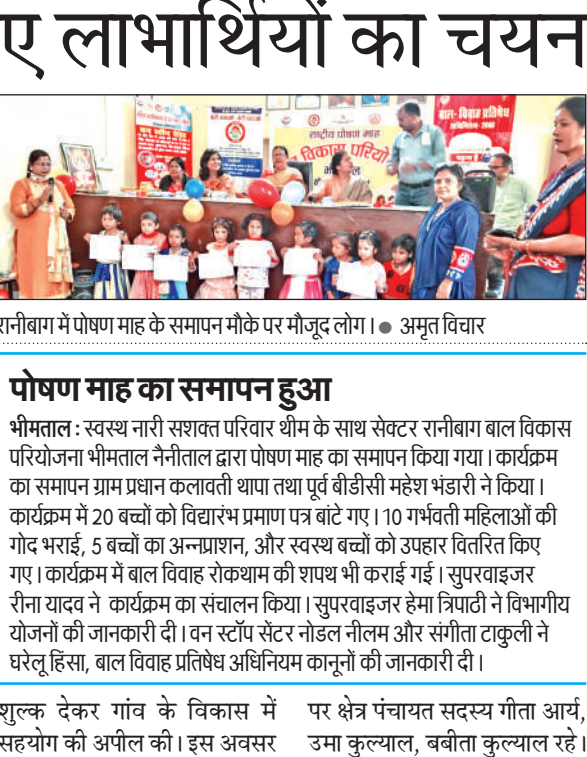 ए लाभार्थियों का चयन
राष्ट्रीय पोषण माह
विकास परियो
बाल-विवाह प्रतिषेध
रानीबाग में पोषण माह के समापन मौके पर मौजूद लोग। ● अमृत विचार
पोषण माह का समापन हुआ
भीमताल : स्वस्थ नारी सशक्त परिवार थीम के साथ सेक्टर रानीबाग बाल विकास
परियोजना भीमताल नैनीताल द्वारा पोषण माह का समापन किया गया। कार्यक्रम
का समापन ग्राम प्रधान कलावती थापा तथा पूर्व बीडीसी महेश भंडारी ने किया।
कार्यक्रम में 20 बच्चों को विद्यारंभ प्रमाण पत्र बांटे गए। 10 गर्भवती महिलाओं की
गोद भराई, 5 बच्चों का अन्नप्राशन, और स्वस्थ बच्चों को उपहार वितरित किए
गए। कार्यक्रम में बाल विवाह रोकथाम की शपथ भी कराई गई। सुपरवाइजर
रीना यादव ने कार्यक्रम का संचालन किया। सुपरवाइजर हेमा त्रिपाठी ने विभागीय
योजनों की जानकारी दी। वन स्टॉप सेंटर नोडल नीलम और संगीता टाकुली ने
घरेलू हिंसा, बाल विवाह प्रतिषेध अधिनियम कानूनों की जानकारी दी।
शुल्क देकर गांव के विकास में
सहयोग की अपील की। इस अवसर
पर क्षेत्र पंचायत सदस्य गीता आर्य,
उमा कुल्याल, बबीता कुल्याल रहे।